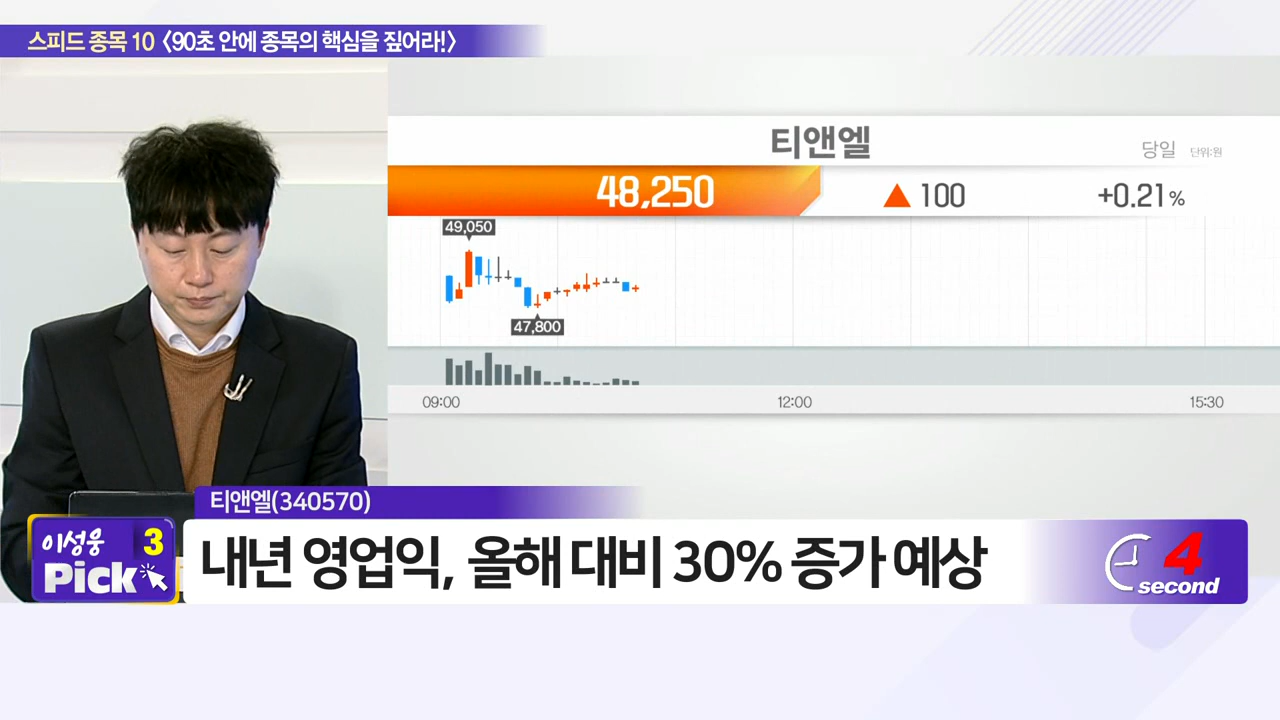 스피드 종목 10 <90초 안에 종목의 핵심을 짚어라!>
티앤엘
당일 단위:원
48,250 ▲ 100 +0.21%
49,050
47,800
09:00 12:00 15:30
티앤엘(340570)
이성웅 3
Pick
내년 영업익, 올해 대비 30% 증가 예상
4
second